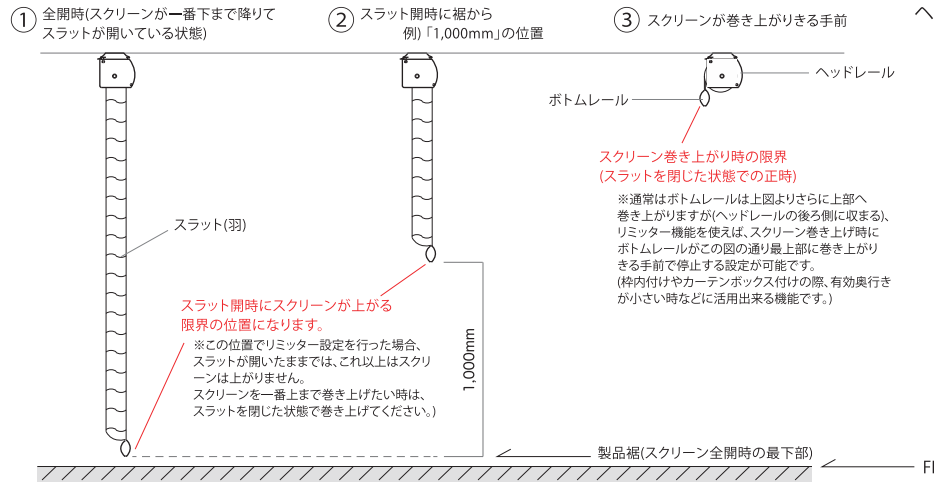 ① 全開時(スクリーンが一番下まで降りて
スラットが開いている状態)
② スラット開時に裾から
例)「1,000mm」の位置
③ スクリーンが巻き上がりきる手前
ヘッドレール
ボトムレール
スクリーン巻き上がり時の限界
(スラットを閉じた状態での正時)
※通常はボトムレールは上図よりさらに上部へ
巻き上がりますが(ヘッドレールの後ろ側に収まる)、
リミッター機能を使えば、スクリーン巻き上げ時に
ボトムレールがこの図の通り最上部に巻き上がり
きる手前で停止する設定が可能です。
(枠内付けやカーテンボックス付けの際、有効奥行き
が小さい時などに活用出来る機能です。)
スラット(羽)
スラット開時にスクリーンが上がる
限界の位置になります。
※この位置でリミッター設定を行った場合、
スラットが開いたままでは、これ以上はスクリ
ーンは上がりません。
スクリーンを一番上まで巻き上げたい時は、
スラットを閉じた状態で巻き上げてください。)
1,000mm
製品裾(スクリーン全開時の最下部)